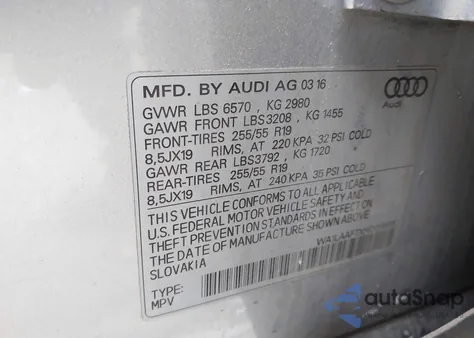 MFD. BY AUDI AG 03 16
Audi
GVWR LBS 6570 , KG 2980
GAWR FRONT LBS3208 , KG 1455
FRONT-TIRES 255/55 R19
8,5JX19 RIMS, AT 220 KPA 32 PSI COLD
GAWR REAR LBS3792 , KG 1720
REAR-TIRES 255/55 R19
8,5JX19 RIMS, AT 240 KPA 35 PSI COLD
THIS VEHICLE CONFORMS TO ALL APPLICABLE
U.S. FEDERAL MOTOR VEHICLE SAFETY AND
THEFT PREVENTION STANDARDS IN EFFECT ON
THE DATE OF MANUFACTURE SHOWN ABOVE.
SLOVAKIA
TYPE:
MPV
autoSnap